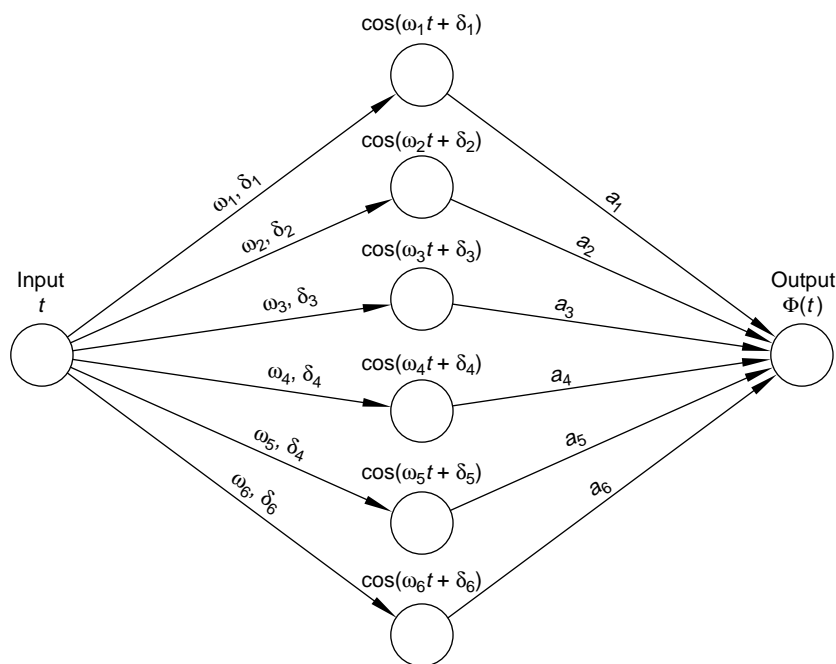 cos(ω₁t + δ₁)
cos(ω₂t + δ₂)
cos(ω₃t + δ₃)
cos(ω₄t + δ₄)
cos(ω₅t + δ₅)
cos(ω₆t + δ₆)
Input
t
ω₁, δ₁
ω₂, δ₂
ω₃, δ₃
ω₄, δ₄
ω₅, δ₄
ω₆, δ₆
a₁
a₂
a₃
a₄
a₅
a₆
Output
Φ(t)